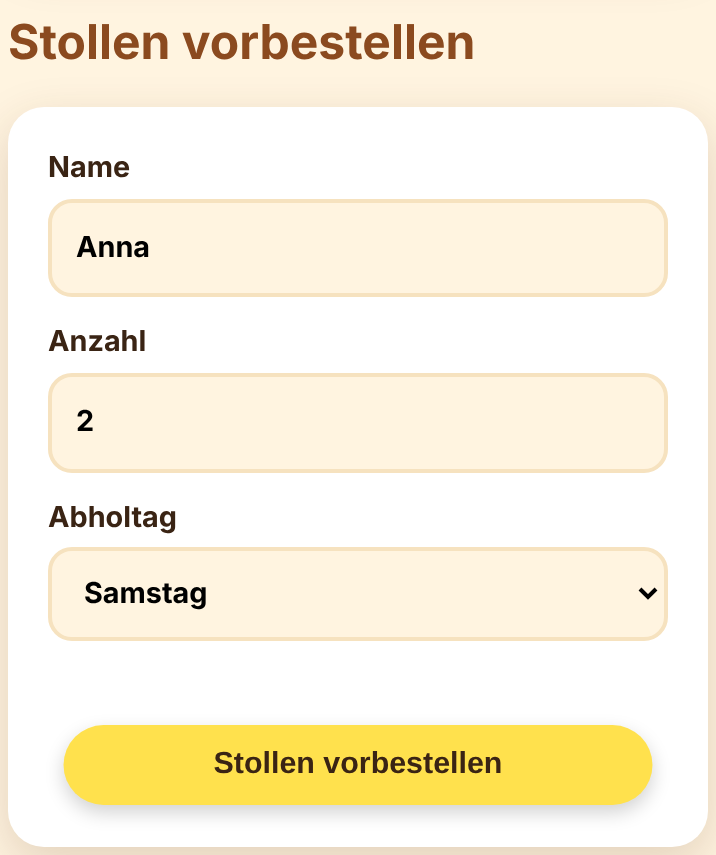 Stollen vorbestellen
Name
Anna
Anzahl
2
Abholtag
Samstag
Stollen vorbestellen